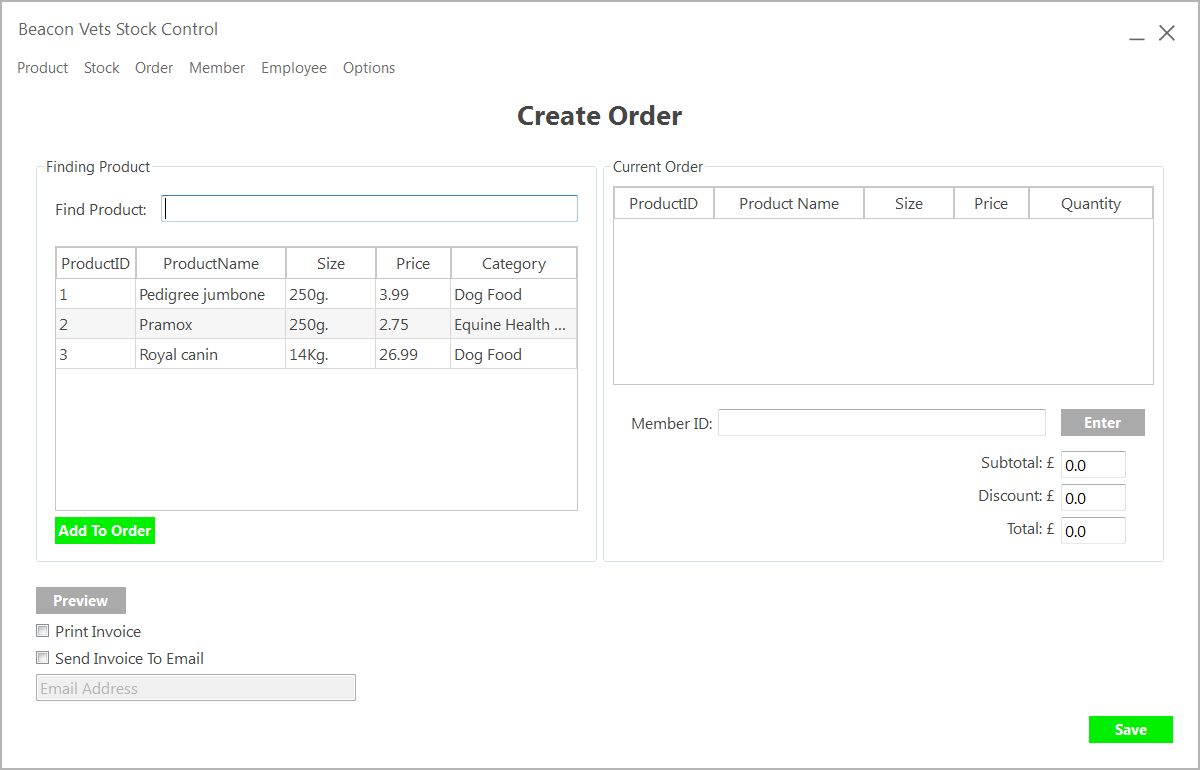 Beacon Vets Stock Control
Product Stock Order Member Employee Options
Create Order
Finding Product
Find Product:
ProductID ProductName Size Price Category
1 Pedigree jumbone 250g. 3.99 Dog Food
2 Pramox 250g. 2.75 Equine Health ...
3 Royal canin 14Kg. 26.99 Dog Food
Add To Order
Current Order
ProductID Product Name Size Price Quantity
Member ID: Enter
Subtotal: £ 0.0
Discount: £ 0.0
Total: £ 0.0
Preview
Print Invoice
Send Invoice To Email
Email Address
Save